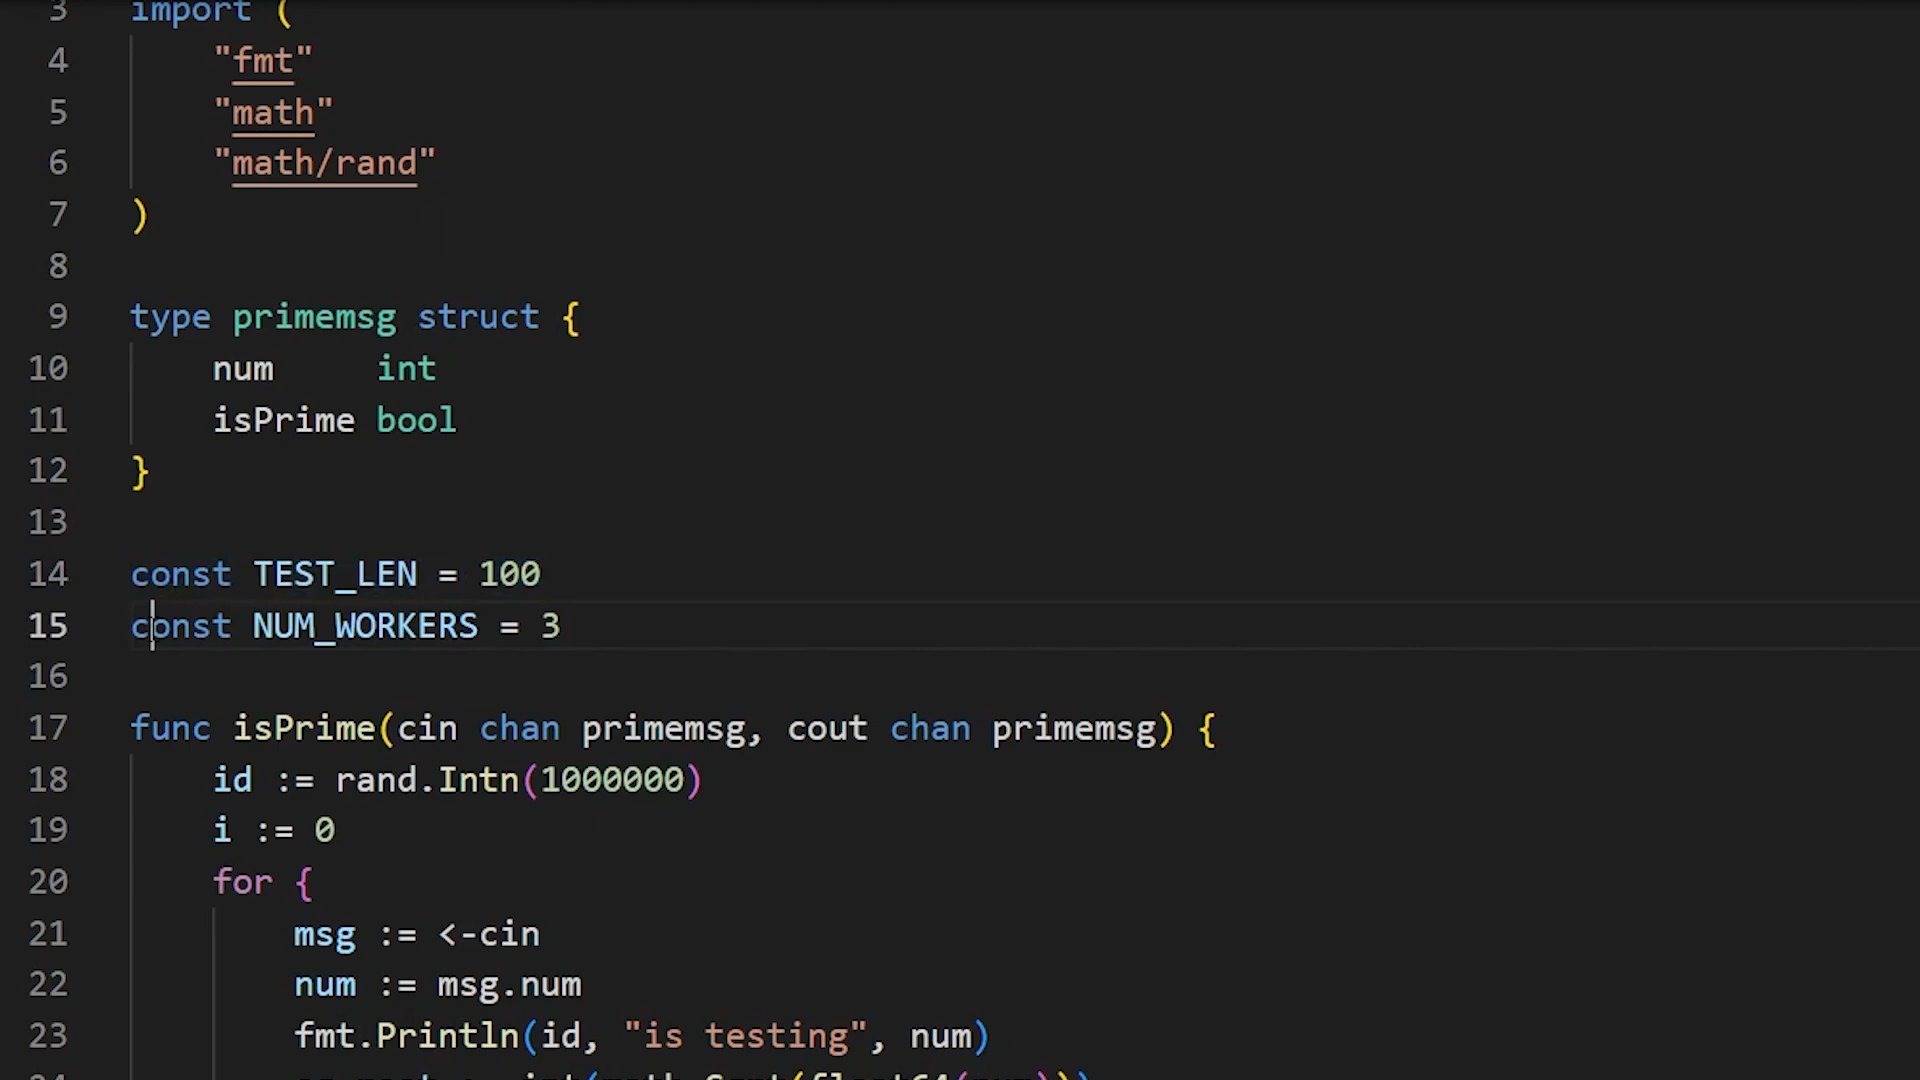 3 import (
4 "fmt"
5 "math"
6 "math/rand"
7 )
8
9 type primemsg struct {
10 num int
11 isPrime bool
12 }
13
14 const TEST_LEN = 100
15 const NUM_WORKERS = 3
16
17 func isPrime(cin chan primemsg, cout chan primemsg) {
18 id := rand.Intn(1000000)
19 i := 0
20 for {
21 msg := <-cin
22 num := msg.num
23 fmt.Println(id, "is testing", num)